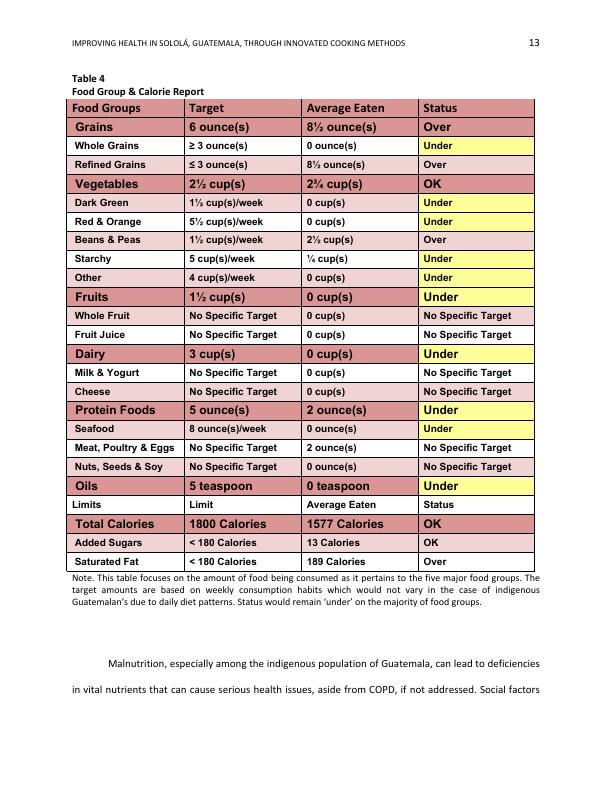 IMPROVING HEALTH IN SOLOLÁ, GUATEMALA, THROUGH INNOVATED COOKING METHODS 13
Table 4
Food Group & Calorie Report
Food Groups Target Average Eaten Status
Grains 6 ounce(s) 8½ ounce(s) Over
Whole Grains ≥ 3 ounce(s) 0 ounce(s) Under
Refined Grains ≤ 3 ounce(s) 8½ ounce(s) Over
Vegetables 2½ cup(s) 2¾ cup(s) OK
Dark Green 1½ cup(s)/week 0 cup(s) Under
Red & Orange 5½ cup(s)/week 0 cup(s) Under
Beans & Peas 1½ cup(s)/week 2½ cup(s) Over
Starchy 5 cup(s)/week ¼ cup(s) Under
Other 4 cup(s)/week 0 cup(s) Under
Fruits 1½ cup(s) 0 cup(s) Under
Whole Fruit No Specific Target 0 cup(s) No Specific Target
Fruit Juice No Specific Target 0 cup(s) No Specific Target
Dairy 3 cup(s) 0 cup(s) Under
Milk & Yogurt No Specific Target 0 cup(s) No Specific Target
Cheese No Specific Target 0 cup(s) No Specific Target
Protein Foods 5 ounce(s) 2 ounce(s) Under
Seafood 8 ounce(s)/week 0 ounce(s) Under
Meat, Poultry & Eggs No Specific Target 2 ounce(s) No Specific Target
Nuts, Seeds & Soy No Specific Target 0 ounce(s) No Specific Target
Oils 5 teaspoon 0 teaspoon Under
Limits Limit Average Eaten Status
Total Calories 1800 Calories 1577 Calories OK
Added Sugars < 180 Calories 13 Calories OK
Saturated Fat < 180 Calories 189 Calories Over
Note. This table focuses on the amount of food being consumed as it pertains to the five major food groups. The
target amounts are based on weekly consumption habits which would not vary in the case of indigenous
Guatemalan's due to daily diet patterns. Status would remain 'under' on the majority of food groups.
Malnutrition, especially among the indigenous population of Guatemala, can lead to deficiencies
in vital nutrients that can cause serious health issues, aside from COPD, if not addressed. Social factors